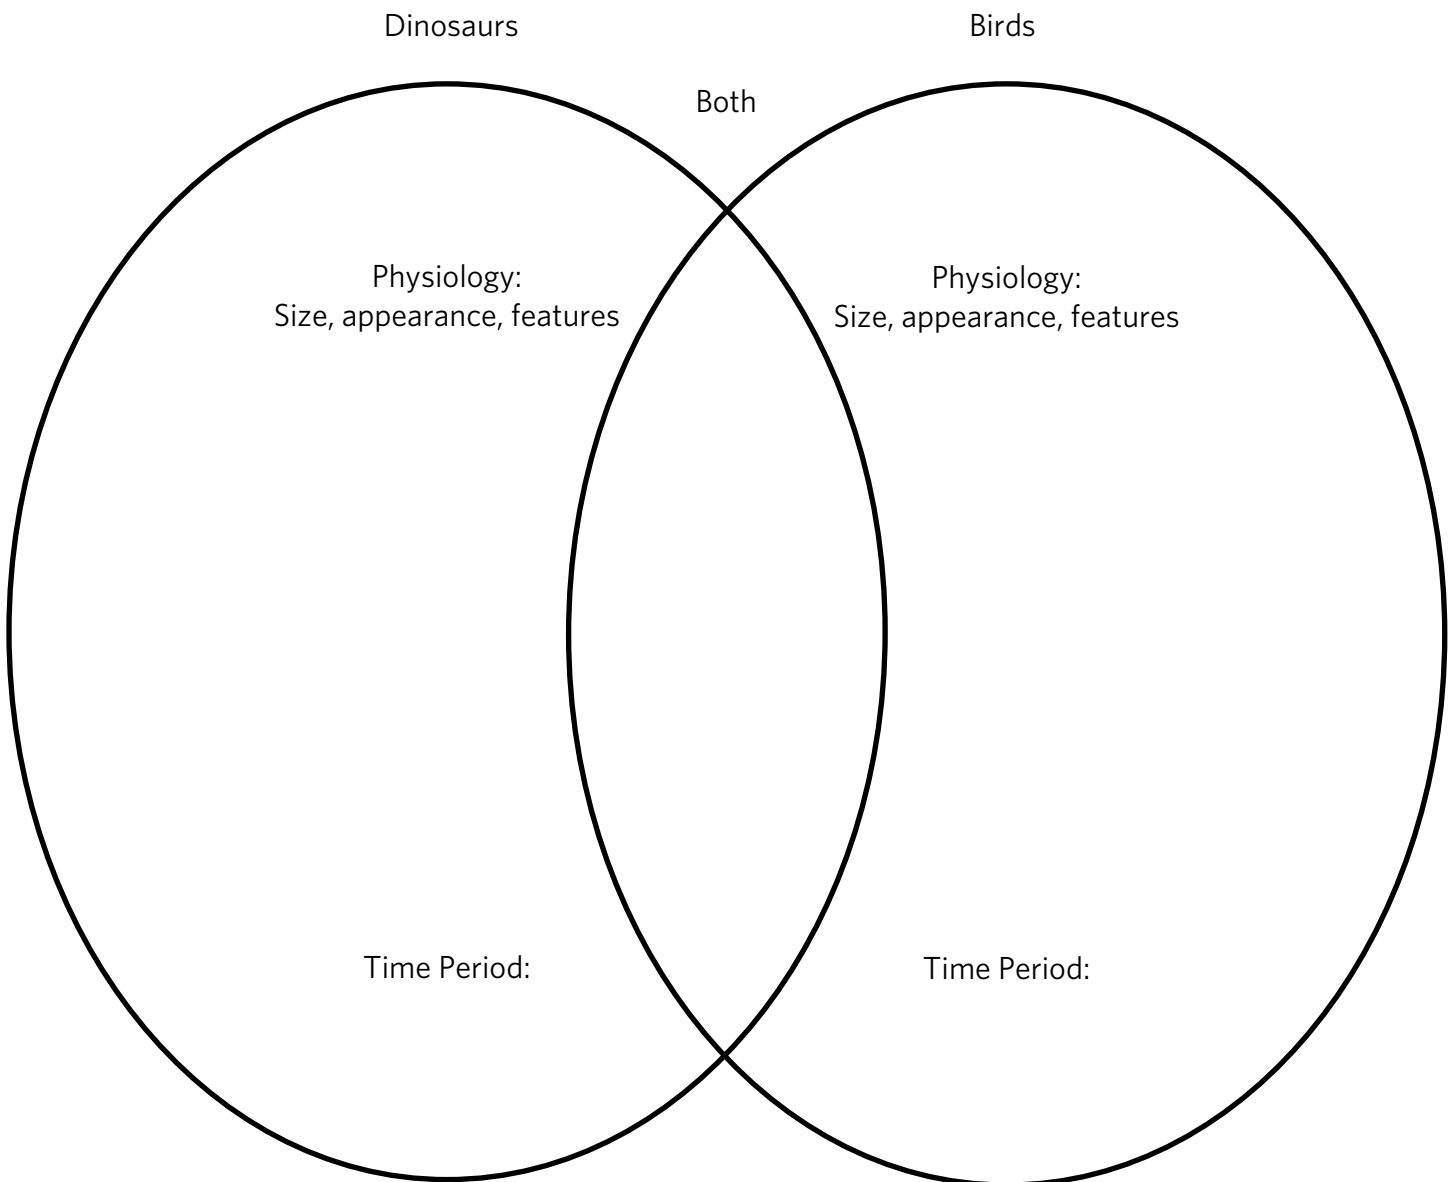 Dinosaurs
Birds
Both
Physiology:
Size, appearance, features
Physiology:
Size, appearance, features
Time Period:
Time Period: